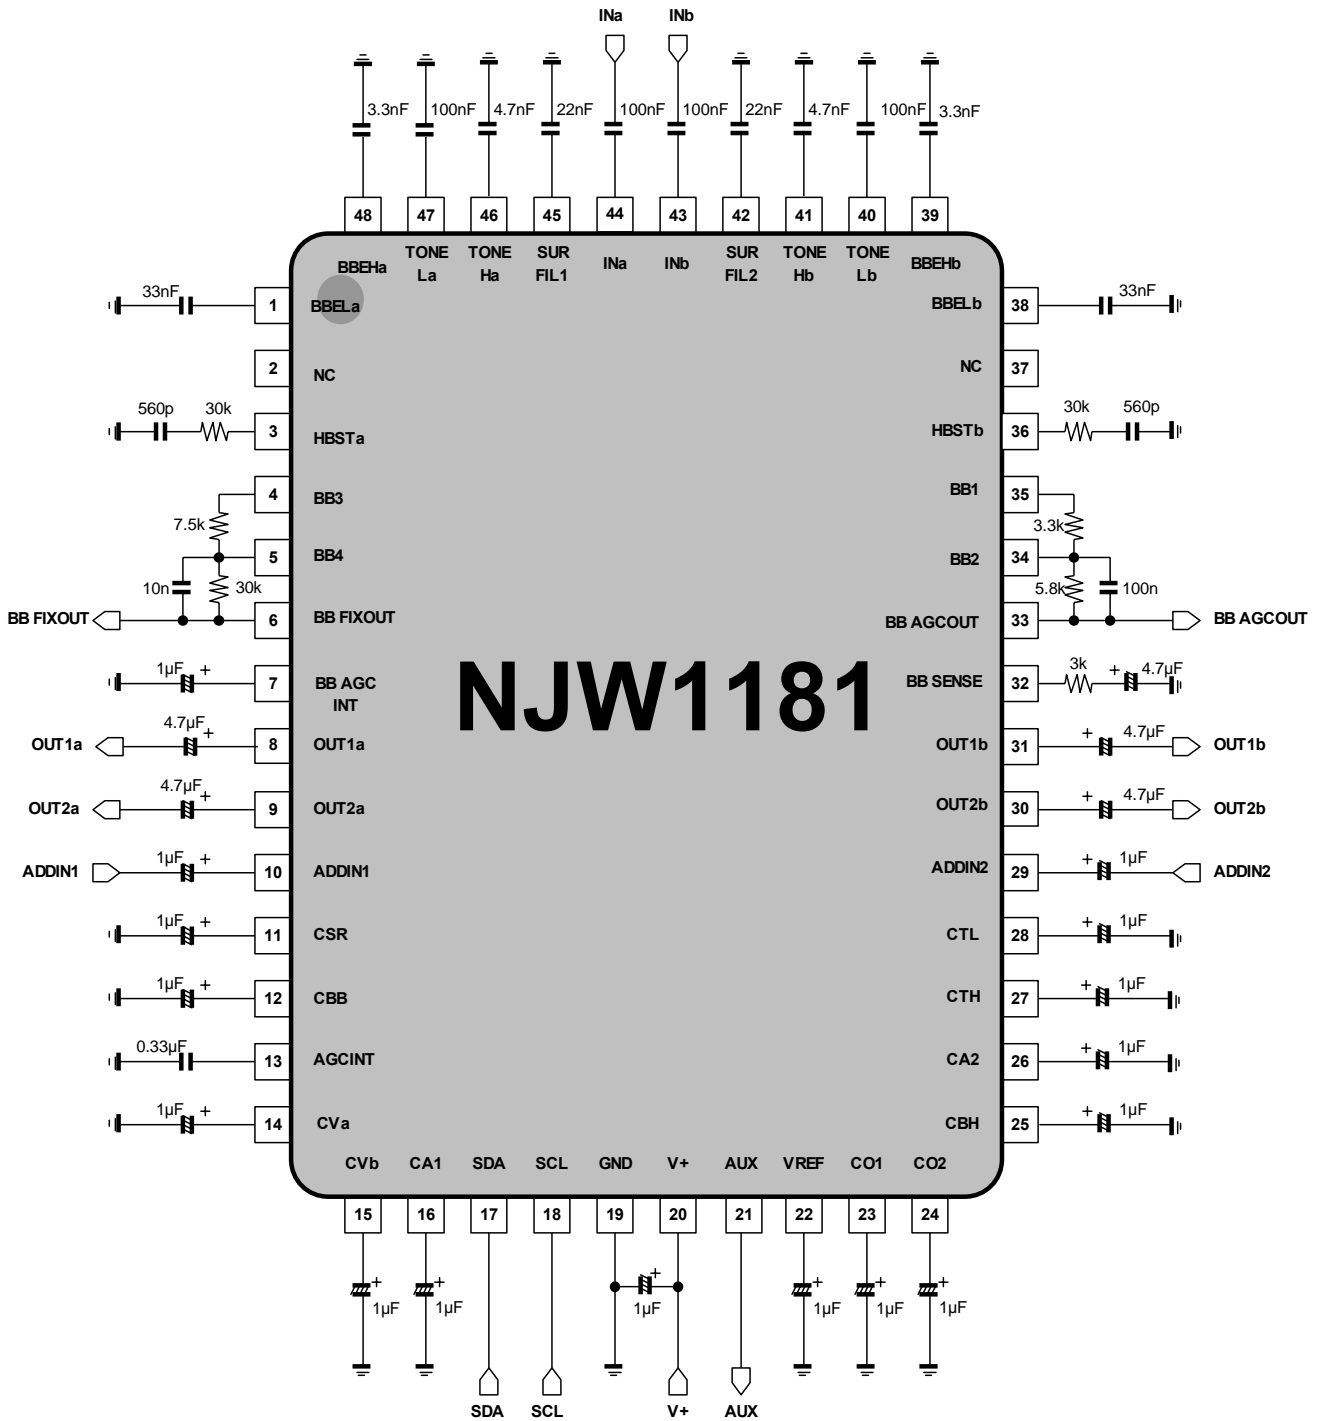 INa INb
3.3nF 100nF 4.7nF 22nF 100nF 100nF 22nF 4.7nF 100nF 3.3nF
48 47 46 45 44 43 42 41 40 39
BBEHa TONE La TONE Ha SUR FIL1 INa INb SUR FIL2 TONE Hb TONE Lb BBEHb
33nF 1 BBELa BBELb 38 33nF
2 NC NC 37
560p 30k 3 HBSTa HBSTb 36 30k 560p
4 BB3 BB1 35
7.5k 3.3k
5 BB4 BB2 34
10n 30k 5.8k 100n
BB FIXOUT 6 BB FIXOUT BB AGCOUT 33 BB AGCOUT
1µF + 7 BB AGC INT BB SENSE 32 3k + 4.7µF
NJW1181
OUT1a 4.7µF + 8 OUT1a OUT1b 31 + 4.7µF OUT1b
OUT2a 4.7µF + 9 OUT2a OUT2b 30 + 4.7µF OUT2b
ADDIN1 1µF + 10 ADDIN1 ADDIN2 29 + 1µF ADDIN2
1µF + 11 CSR CTL 28 + 1µF
1µF + 12 CBB CTH 27 + 1µF
0.33µF 13 AGCINT CA2 26 + 1µF
1µF + 14 CVa CBH 25 + 1µF
CVb CA1 SDA SCL GND V+ AUX VREF CO1 CO2
15 16 17 18 19 20 21 22 23 24
+ + + + + +
1µF 1µF 1µF 1µF 1µF 1µF
SDA SCL V+ AUX